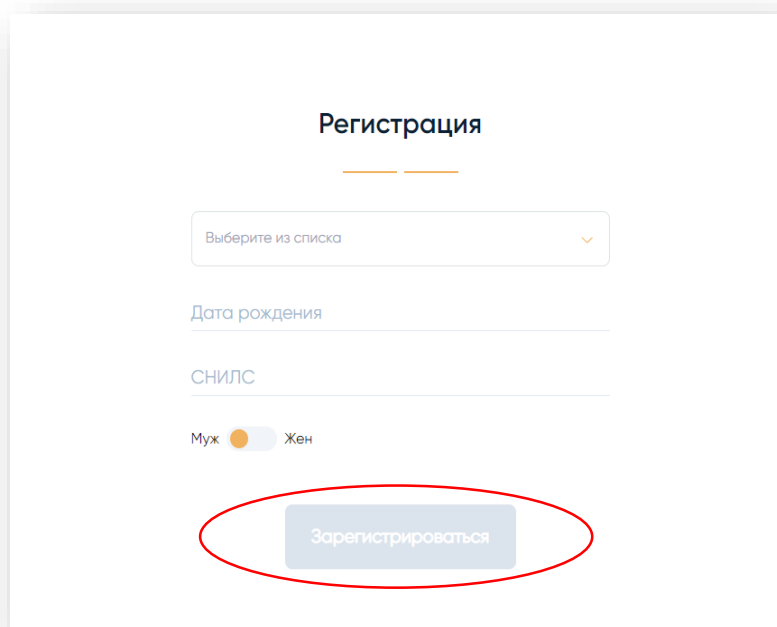 Регистрация
Выберите из списка
Дата рождения
СНИЛС
Муж Жен
Зарегистрироваться